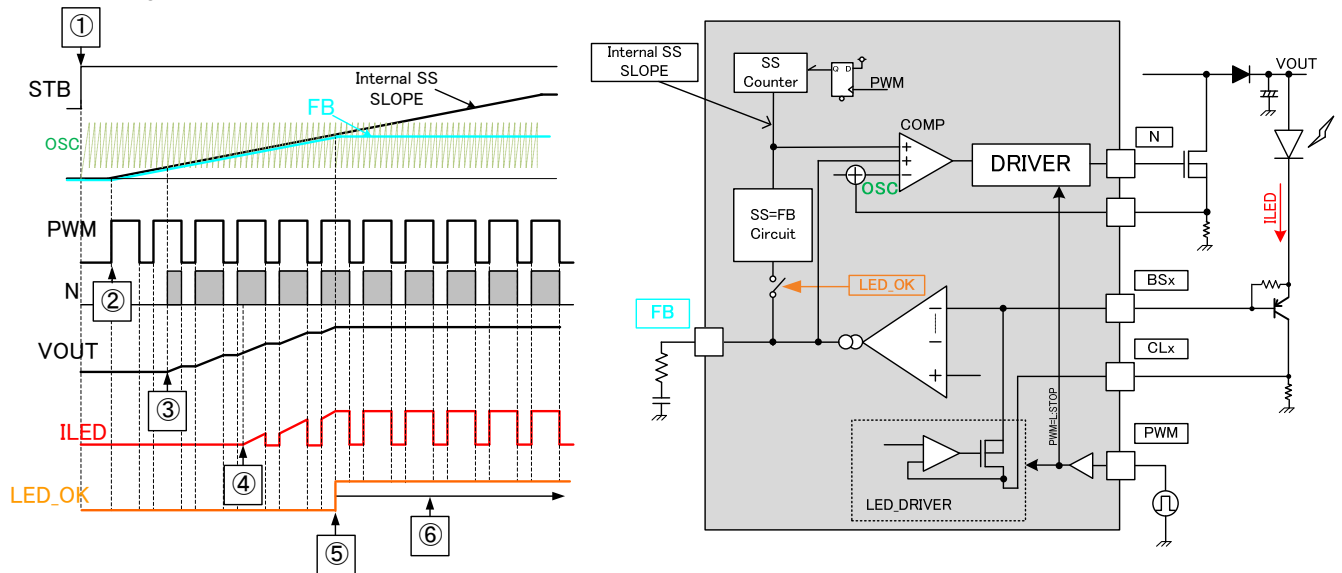 ①
STB
Internal SS
SLOPE
FB
OSC
PWM
N
②
VOUT
③
ILED
④
LED_OK
⑤
⑥
Internal SS
SLOPE
SS
Counter
Q D
PWM
COMP
OSC
DRIVER
SS=FB
Circuit
LED_OK
FB
PWM=L:STOP
LED_DRIVER
N
BSx
CLx
PWM
VOUT
ILED